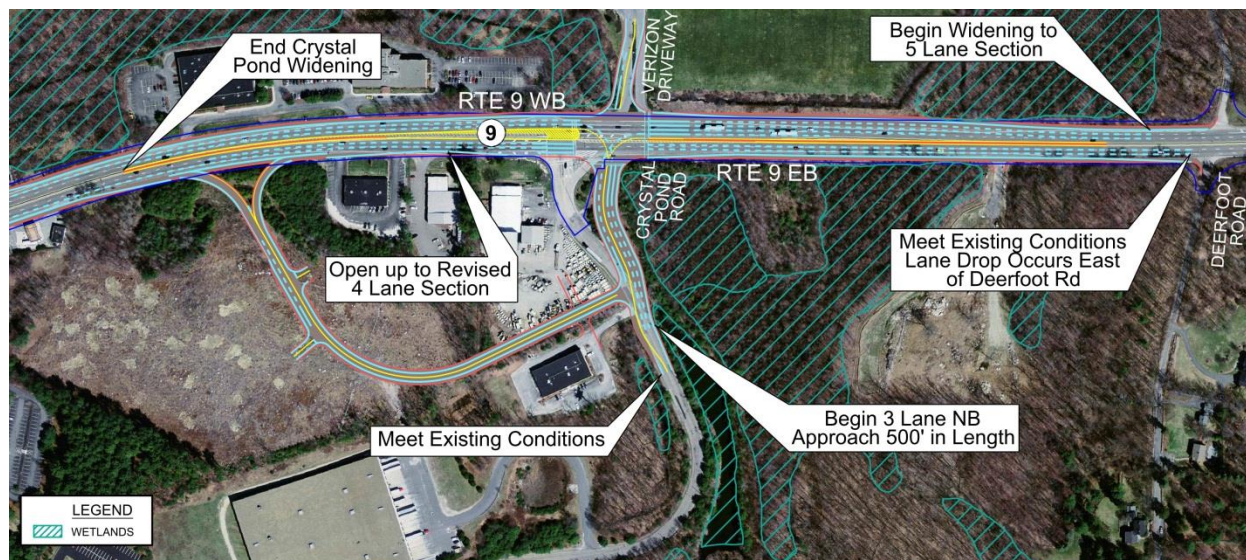 End Crystal
Pond Widening
RTE 9 WB
9
VERIZON
DRIVEWAY
Begin Widening to
5 Lane Section
RTE 9 EB
CRYSTAL
POND
ROAD
DEERFOOT
ROAD
Open up to Revised
4 Lane Section
Meet Existing Conditions
Lane Drop Occurs East
of Deerfoot Rd
Meet Existing Conditions
Begin 3 Lane NB
Approach 500' in Length
LEGEND
WETLANDS